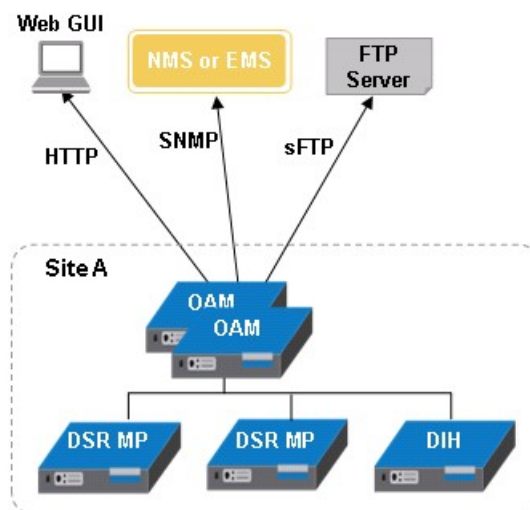 Web GUI
NMS or EMS
FTP
Server
HTTP
SNMP
sFTP
Site A
OAM
OAM
DSR MP
DSR MP
DIH